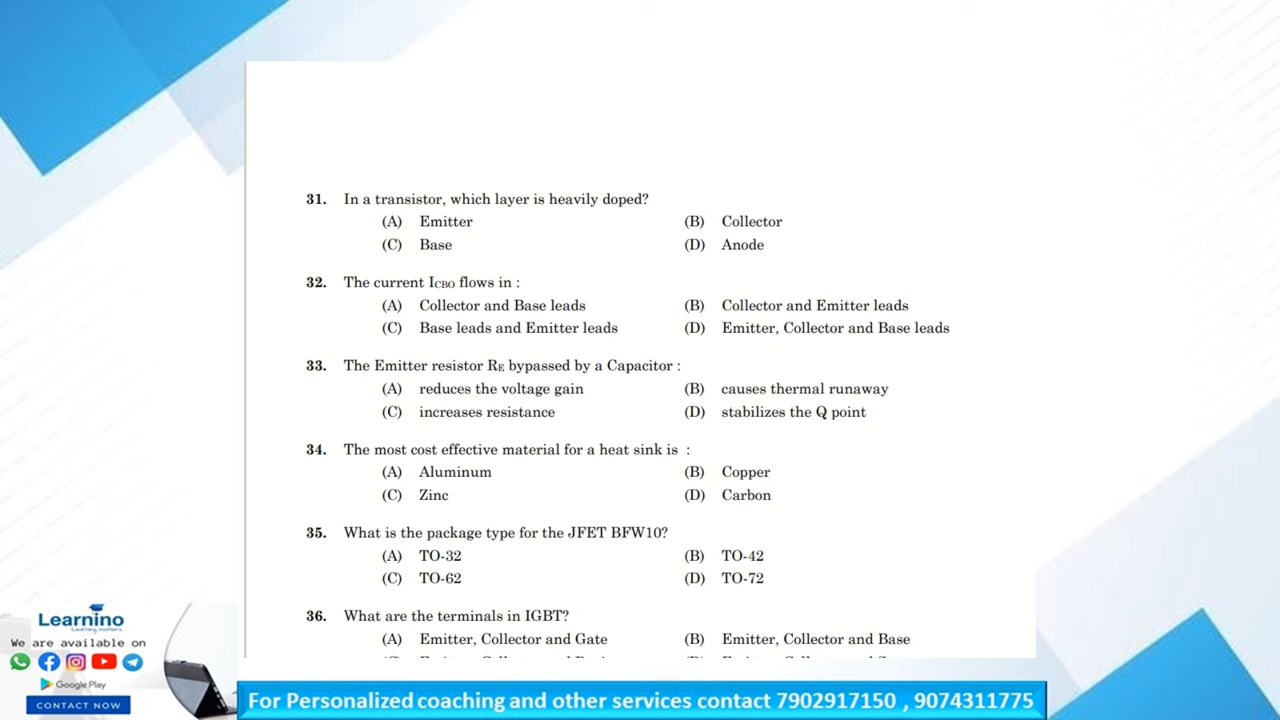 31. In a transistor, which layer is heavily doped?
(A) Emitter (B) Collector
(C) Base (D) Anode
32. The current ICBO flows in :
(A) Collector and Base leads (B) Collector and Emitter leads
(C) Base leads and Emitter leads (D) Emitter, Collector and Base leads
33. The Emitter resistor RE bypassed by a Capacitor :
(A) reduces the voltage gain (B) causes thermal runaway
(C) increases resistance (D) stabilizes the Q point
34. The most cost effective material for a heat sink is :
(A) Aluminum (B) Copper
(C) Zinc (D) Carbon
35. What is the package type for the JFET BFW10?
(A) TO-32 (B) TO-42
(C) TO-62 (D) TO-72
36. What are the terminals in IGBT?
(A) Emitter, Collector and Gate (B) Emitter, Collector and Base
Learnino
Learning matters
We are available on
Google Play
CONTACT NOW
For Personalized coaching and other services contact 7902917150 , 9074311775